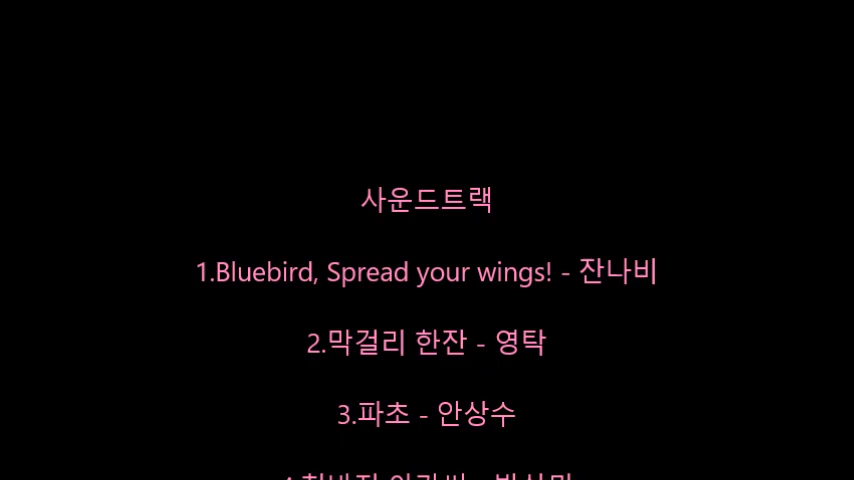 사운드트랙
1.Bluebird, Spread your wings! - 잔나비
2.막걸리 한잔 - 영탁
3.파초 - 안상수